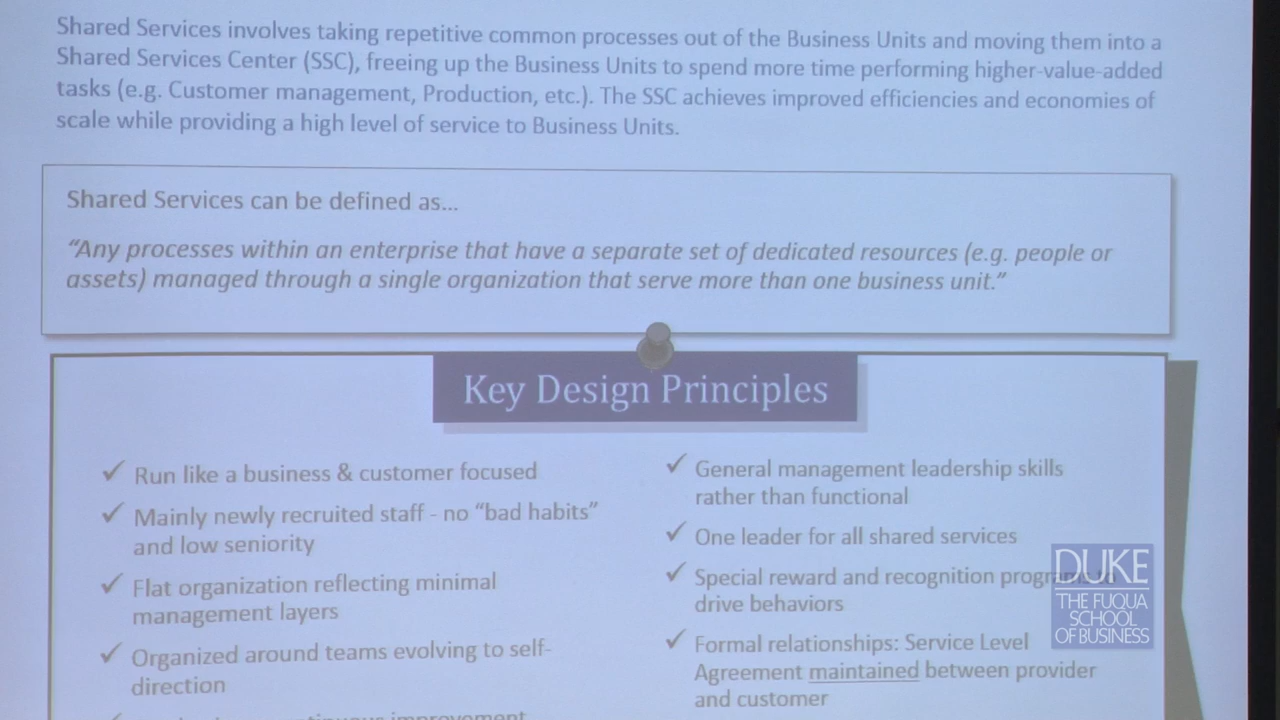 Shared Services involves taking repetitive common processes out of the Business Units and moving them into a
Shared Services Center (SSC), freeing up the Business Units to spend more time performing higher-value-added
tasks (e.g. Customer management, Production, etc.). The SSC achieves improved efficiencies and economies of
scale while providing a high level of service to Business Units.
Shared Services can be defined as...
“Any processes within an enterprise that have a separate set of dedicated resources (e.g. people or
assets) managed through a single organization that serve more than one business unit.”
Key Design Principles
✓ Run like a business & customer focused
✓ Mainly newly recruited staff - no “bad habits”
and low seniority
✓ Flat organization reflecting minimal
management layers
✓ Organized around teams evolving to self-
direction
improvement
✓ General management leadership skills
rather than functional
✓ One leader for all shared services
✓ Special reward and recognition programs to
drive behaviors
✓ Formal relationships: Service Level
Agreement maintained between provider
and customer
DUKE
THE FUQUA
SCHOOL
OF BUSINESS